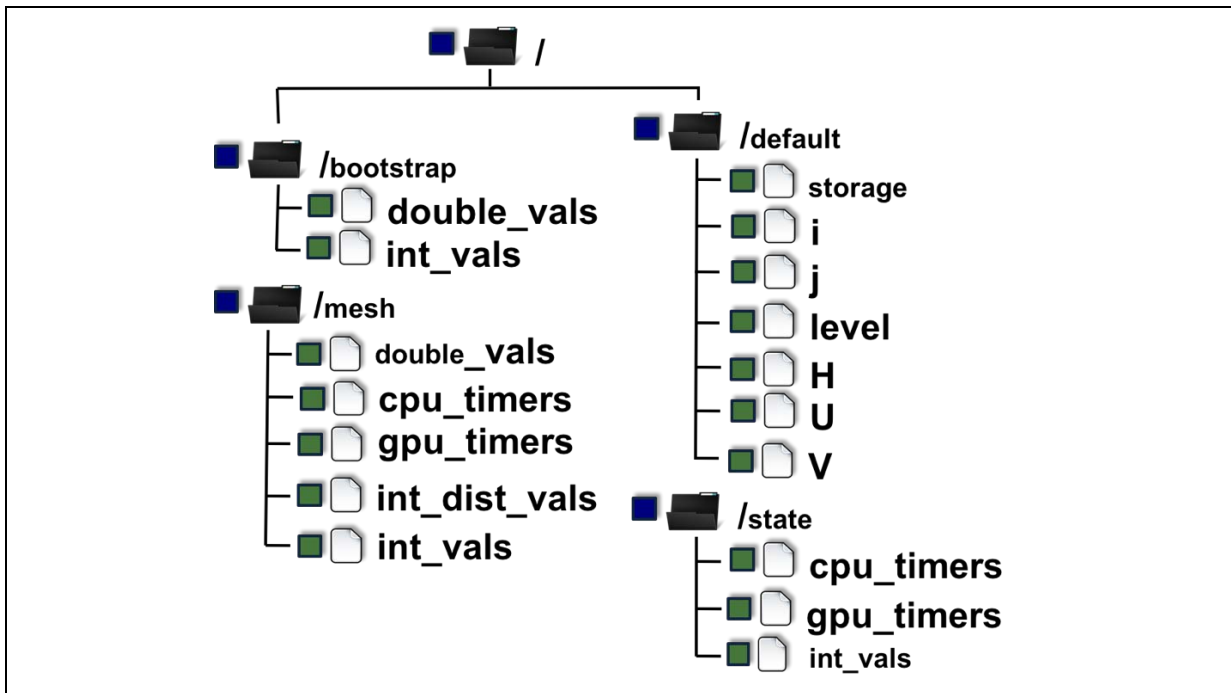 /
/bootstrap
double_vals
int_vals
/mesh
double_vals
cpu_timers
gpu_timers
int_dist_vals
int_vals
/default
storage
i
j
level
H
U
V
/state
cpu_timers
gpu_timers
int_vals